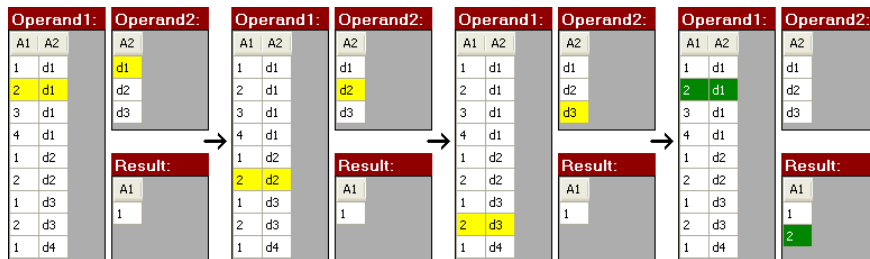 Operand1: Operand2: Operand1: Operand2: Operand1: Operand2: Operand1: Operand2:
A1 A2 A2 A1 A2 A2 A1 A2 A2 A1 A2 A2
1 d1 d1 1 d1 d1 1 d1 d1 1 d1 d1
2 d1 d2 2 d1 d2 2 d1 d2 2 d1 d2
3 d1 d3 3 d1 d3 3 d1 d3 3 d1 d3
4 d1 4 d1 4 d1 4 d1
→ → →
1 d2 Result: 1 d2 Result: 1 d2 Result: 1 d2 Result:
2 d2 A1 2 d2 A1 2 d2 A1 2 d2 A1
1 d3 1 1 d3 1 1 d3 1 1 d3 1
2 d3 2 d3 2 d3 2 d3 2
1 d4 1 d4 1 d4 1 d4